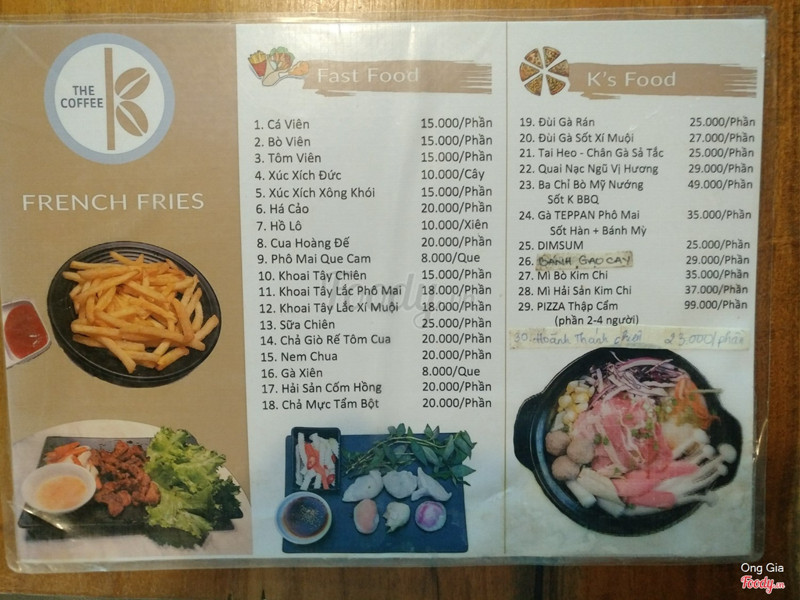 THE
COFFEE
K
FRENCH FRIES
Fast Food
1. Cá Viên 15.000/Phần
2. Bò Viên 15.000/Phần
3. Tôm Viên 15.000/Phần
4. Xúc Xích Đức 10.000/Cây
5. Xúc Xích Xông Khói 15.000/Phần
6. Há Cảo 20.000/Phần
7. Hồ Lô 10.000/Xiên
8. Cua Hoàng Đế 20.000/Phần
9. Phô Mai Que Cam 8.000/Que
10. Khoai Tây Chiên 15.000/Phần
11. Khoai Tây Lắc Phô Mai 18.000/Phần
12. Khoai Tây Lắc Xí Muội 18.000/Phần
13. Sữa Chiên 25.000/Phần
14. Chả Giò Rế Tôm Cua 20.000/Phần
15. Nem Chua 20.000/Phần
16. Gà Xiên 8.000/Que
17. Hải Sản Cốm Hồng 20.000/Phần
18. Chả Mực Tẩm Bột 20.000/Phần
K's Food
19. Đùi Gà Rán 25.000/Phần
20. Đùi Gà Sốt Xí Muội 27.000/Phần
21. Tai Heo - Chân Gà Sả Tắc 25.000/Phần
22. Quai Nạc Ngũ Vị Hương 29.000/Phần
23. Ba Chỉ Bò Mỹ Nướng 49.000/Phần
Sốt K BBQ
24. Gà TEPPAN Phô Mai 35.000/Phần
Sốt Hàn + Bánh Mỳ
25. DIMSUM 25.000/Phần
26. BÁNH GẠO CAY 29.000/Phần
27. Mì Bò Kim Chi 35.000/Phần
28. Mì Hải Sản Kim Chi 37.000/Phần
29. PIZZA Thập Cẩm 99.000/Phần
(phần 2-4 người)
30. Hoành Thánh 23.000/phần
Foody.vn
Ong Gia
Foody.vn